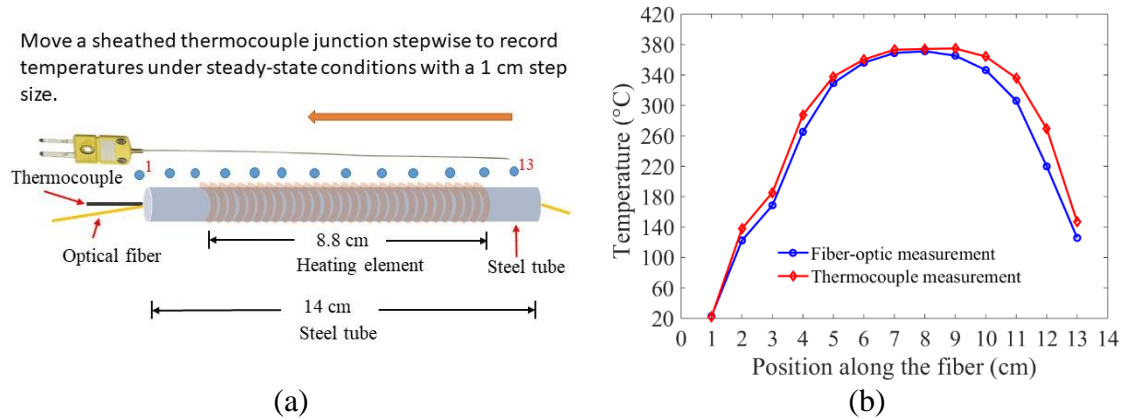 Move a sheathed thermocouple junction stepwise to record
temperatures under steady-state conditions with a 1 cm step
size.
1
13
Thermocouple
Optical fiber
8.8 cm
Heating element
Steel tube
14 cm
Steel tube
(a)
420
380
340
300
260
220
180
140
100
60
20
Temperature (°C)
Fiber-optic measurement
Thermocouple measurement
0 1 2 3 4 5 6 7 8 9 10 11 12 13 14
Position along the fiber (cm)
(b)